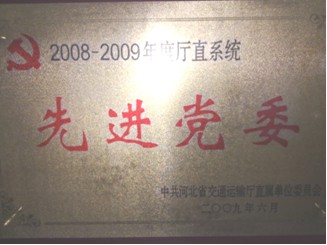 2008-2009年度厅直系统
先进党委
中共河北省交通运输厅直属单位委员会
二〇〇九年六月